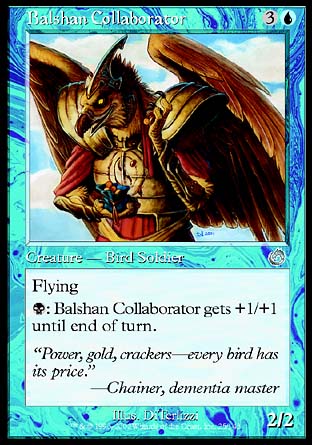 Balshan Collaborator 3
Creature — Bird Soldier
Flying
: Balshan Collaborator gets +1/+1
until end of turn.
“Power, gold, crackers—every bird has
its price.”
—Chainer, dementia master
Illus. DiTerlizzi
2/2